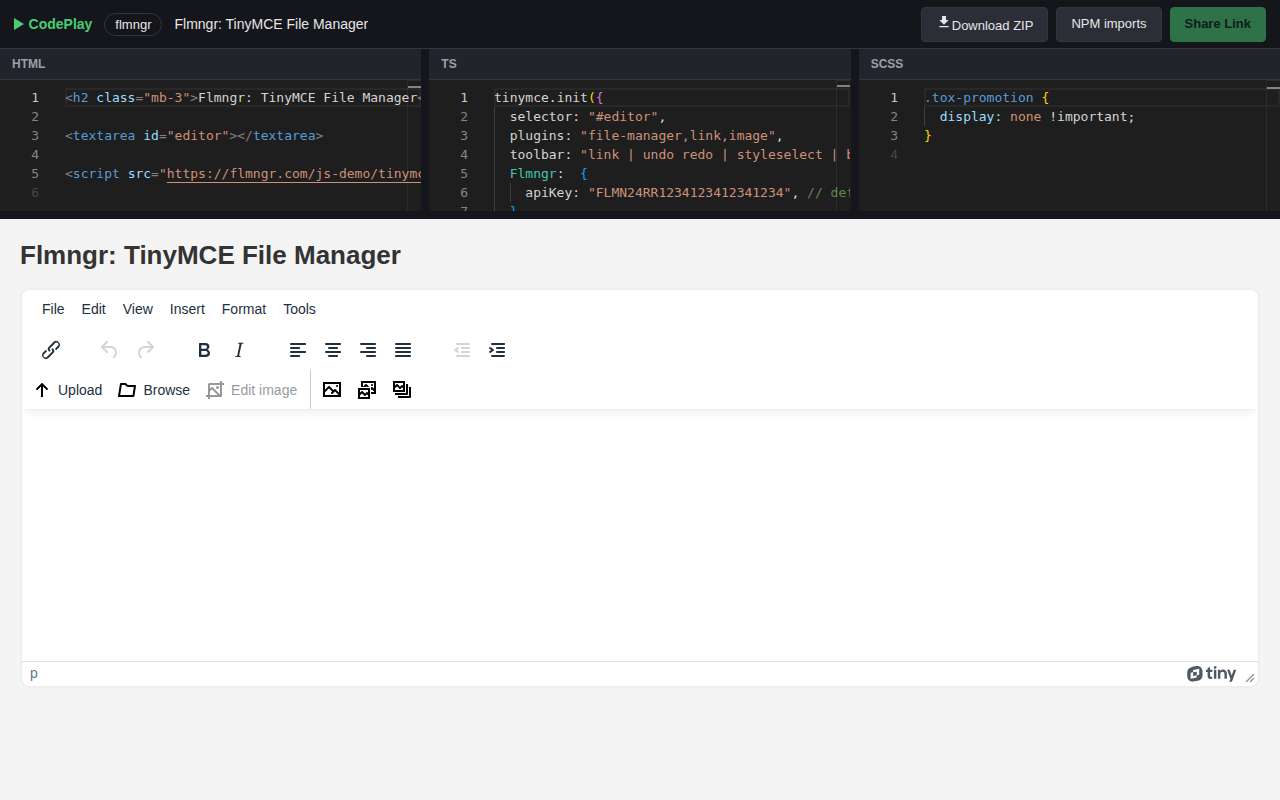 CodePlay flmngr Flmngr: TinyMCE File Manager Download ZIP NPM imports Share Link
HTML
1 <h2 class="mb-3">Flmngr: TinyMCE File Manager<
2
3 <textarea id="editor"></textarea>
4
5 <script src="https://flmngr.com/js-demo/tinymc
6
TS
1 tinymce.init({
2 selector: "#editor",
3 plugins: "file-manager,link,image",
4 toolbar: "link | undo redo | styleselect | b
5 Flmngr: {
6 apiKey: "FLMN24RR1234123412341234", // def
7 }
SCSS
1 .tox-promotion {
2 display: none !important;
3 }
4
Flmngr: TinyMCE File Manager
File Edit View Insert Format Tools
B I
Upload Browse Edit image
p tiny